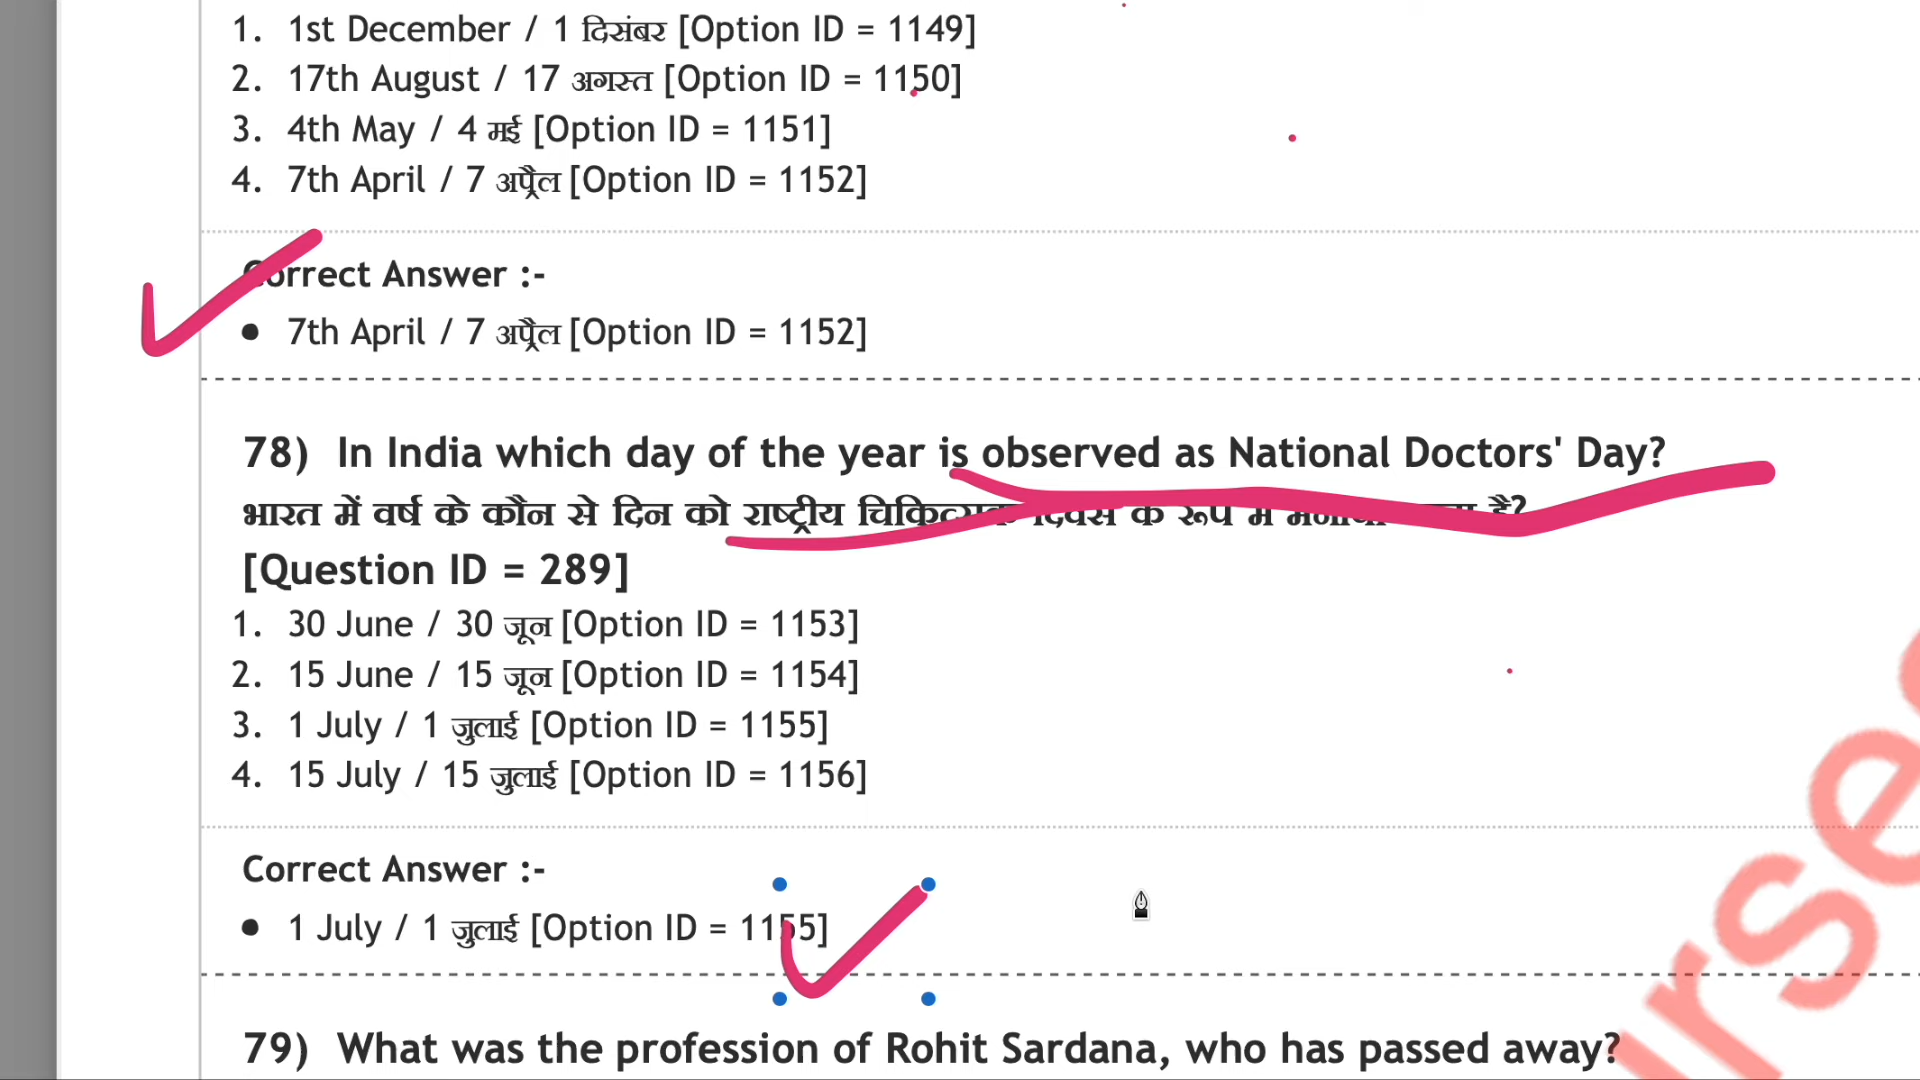 1. 1st December / 1 दिसंबर [Option ID = 1149]
2. 17th August / 17 अगस्त [Option ID = 1150]
3. 4th May / 4 मई [Option ID = 1151]
4. 7th April / 7 अप्रैल [Option ID = 1152]
Correct Answer :-
• 7th April / 7 अप्रैल [Option ID = 1152]
78) In India which day of the year is observed as National Doctors' Day?
भारत में वर्ष के कौन से दिन को राष्ट्रीय चिकित्सक दिवस के रूप में मनाया है?
[Question ID = 289]
1. 30 June / 30 जून [Option ID = 1153]
2. 15 June / 15 जून [Option ID = 1154]
3. 1 July / 1 जुलाई [Option ID = 1155]
4. 15 July / 15 जुलाई [Option ID = 1156]
Correct Answer :-
• 1 July / 1 जुलाई [Option ID = 1155]
79) What was the profession of Rohit Sardana, who has passed away?
urse